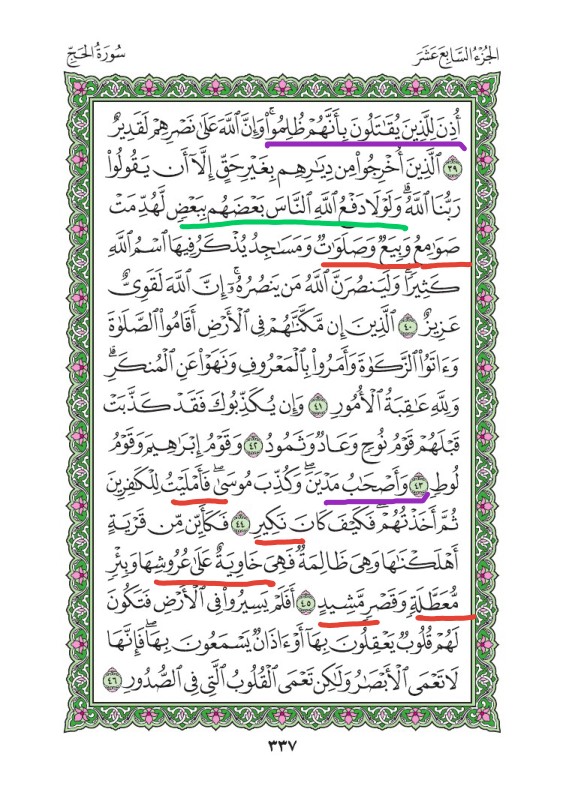 الجزء السابع عشر
سورة الحج
أُذِنَ لِلَّذِينَ يُقَٰتَلُونَ بِأَنَّهُمْ ظُلِمُوا۟ ۚ وَإِنَّ ٱللَّهَ عَلَىٰ نَصْرِهِمْ لَقَدِيرٌ
٣٩ ٱلَّذِينَ أُخْرِجُوا۟ مِن دِيَٰرِهِم بِغَيْرِ حَقٍّ إِلَّآ أَن يَقُولُوا۟
رَبُّنَا ٱللَّهُ ۗ وَلَوْلَا دَفْعُ ٱللَّهِ ٱلنَّاسَ بَعْضَهُم بِبَعْضٍ لَّهُدِّمَتْ
صَوَٰمِعُ وَبِيَعٌ وَصَلَوَٰتٌ وَمَسَٰجِدُ يُذْكَرُ فِيهَا ٱسْمُ ٱللَّهِ
كَثِيرًا ۗ وَلَيَنصُرَنَّ ٱللَّهُ مَن يَنصُرُهُۥٓ ۗ إِنَّ ٱللَّهَ لَقَوِىٌّ
عَزِيزٌ ٤٠ ٱلَّذِينَ إِن مَّكَّنَّٰهُمْ فِى ٱلْأَرْضِ أَقَامُوا۟ ٱلصَّلَوٰةَ
وَءَاتَوُا۟ ٱلزَّكَوٰةَ وَأَمَرُوا۟ بِٱلْمَعْرُوفِ وَنَهَوْا۟ عَنِ ٱلْمُنكَرِ ۗ
وَلِلَّهِ عَٰقِبَةُ ٱلْأُمُورِ ٤١ وَإِن يُكَذِّبُوكَ فَقَدْ كَذَّبَتْ
قَبْلَهُمْ قَوْمُ نُوحٍ وَعَادٌ وَثَمُودُ ٤٢ وَقَوْمُ إِبْرَٰهِيمَ وَقَوْمُ
لُوطٍ ٤٣ وَأَصْحَٰبُ مَدْيَنَ ۖ وَكُذِّبَ مُوسَىٰ ۖ فَأَمْلَيْتُ لِلْكَٰفِرِينَ
ثُمَّ أَخَذْتُهُمْ ۖ فَكَيْفَ كَانَ نَكِيرِ ٤٤ فَكَأَيِّن مِّن قَرْيَةٍ
أَهْلَكْنَٰهَا وَهِىَ ظَالِمَةٌ فَهِىَ خَاوِيَةٌ عَلَىٰ عُرُوشِهَا وَبِئْرٍ
مُّعَطَّلَةٍ وَقَصْرٍ مَّشِيدٍ ٤٥ أَفَلَمْ يَسِيرُوا۟ فِى ٱلْأَرْضِ فَتَكُونَ
لَهُمْ قُلُوبٌ يَعْقِلُونَ بِهَآ أَوْ ءَاذَانٌ يَسْمَعُونَ بِهَا ۖ فَإِنَّهَا
لَا تَعْمَى ٱلْأَبْصَٰرُ وَلَٰكِن تَعْمَى ٱلْقُلُوبُ ٱلَّتِى فِى ٱلصُّدُورِ ٤٦
٣٣٧